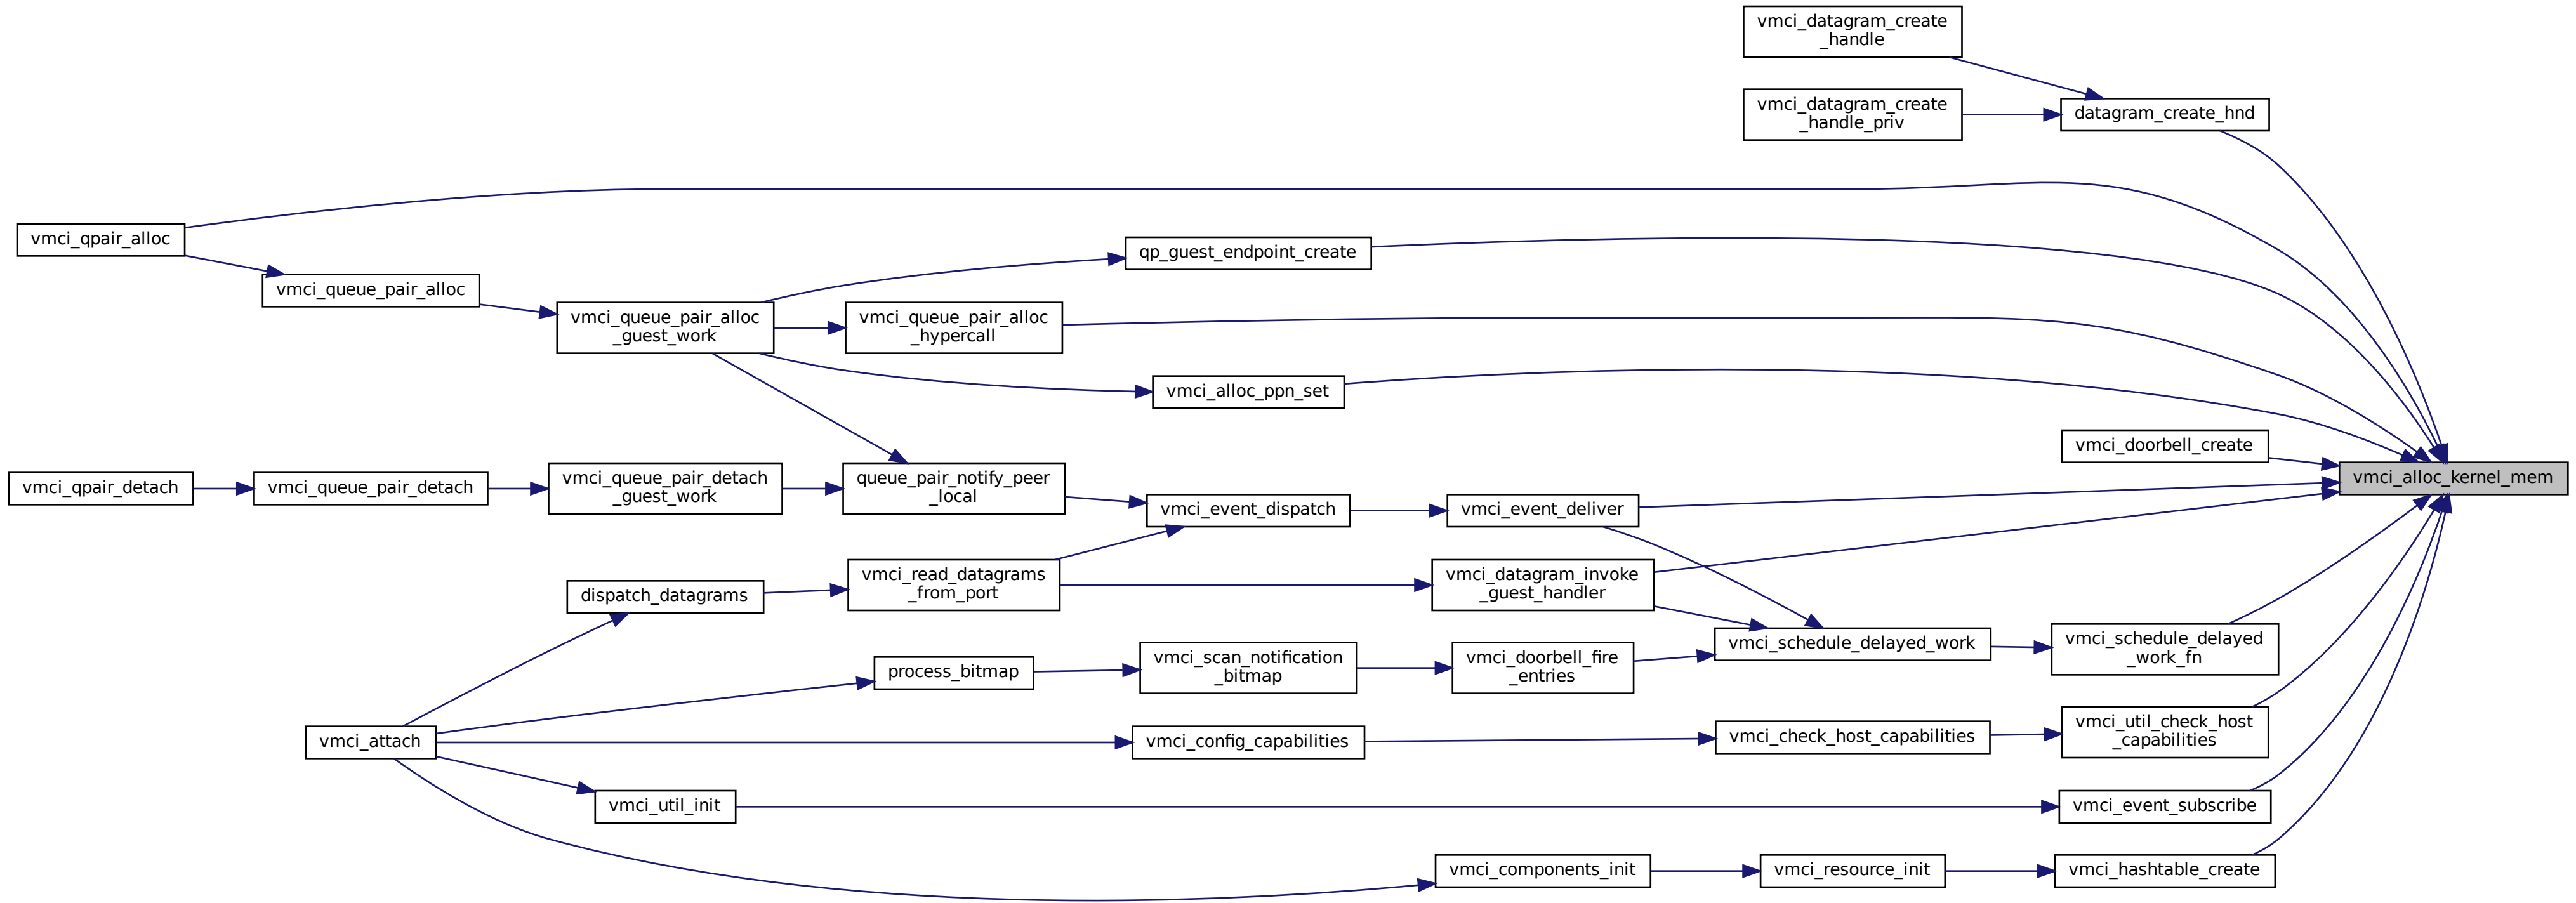 vmci_datagram_create
_handle
vmci_datagram_create
_handle_priv
datagram_create_hnd
vmci_qpair_alloc
qp_guest_endpoint_create
vmci_queue_pair_alloc
vmci_queue_pair_alloc
_guest_work
vmci_queue_pair_alloc
_hypercall
vmci_alloc_ppn_set
vmci_doorbell_create
vmci_alloc_kernel_mem
vmci_qpair_detach
vmci_queue_pair_detach
vmci_queue_pair_detach
_guest_work
queue_pair_notify_peer
_local
vmci_event_dispatch
vmci_event_deliver
dispatch_datagrams
vmci_read_datagrams
_from_port
vmci_datagram_invoke
_guest_handler
vmci_schedule_delayed_work
vmci_schedule_delayed
_work_fn
process_bitmap
vmci_scan_notification
_bitmap
vmci_doorbell_fire
_entries
vmci_attach
vmci_config_capabilities
vmci_check_host_capabilities
vmci_util_check_host
_capabilities
vmci_util_init
vmci_event_subscribe
vmci_components_init
vmci_resource_init
vmci_hashtable_create